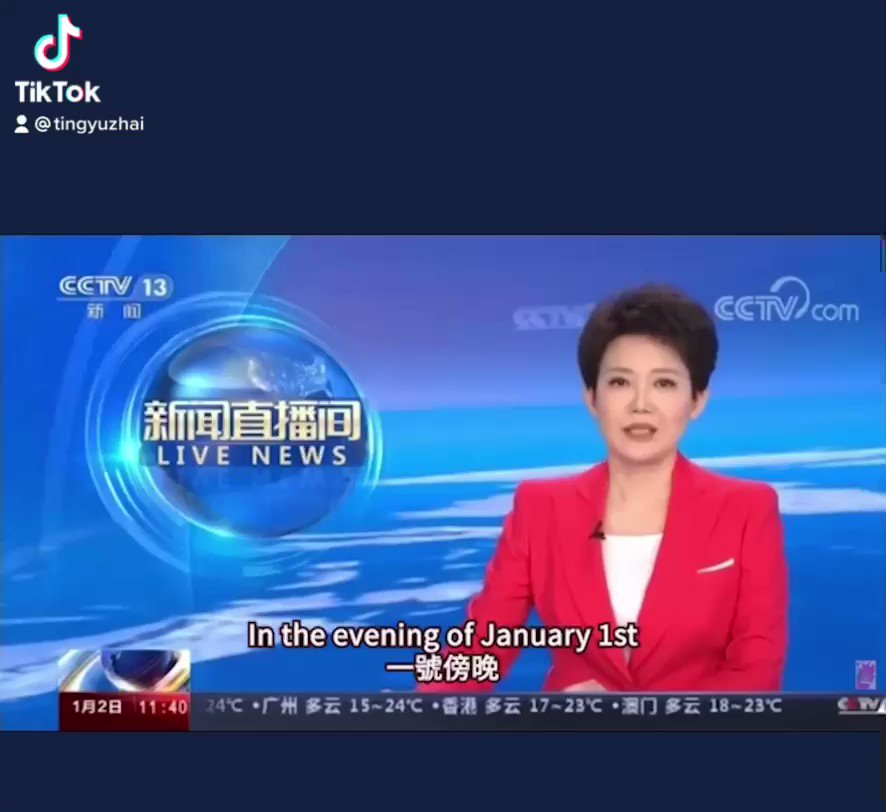 TikTok
@tingyuzhai
CCTV 13
新闻
CCTV
CCTV.com
新闻直播间
LIVE NEWS
In the evening of January 1st
一號傍晚
1月2日 11:40 24℃ •广州 多云 15~24℃ •香港 多云 17~23℃ •澳门 多云 18~23℃ CCTV